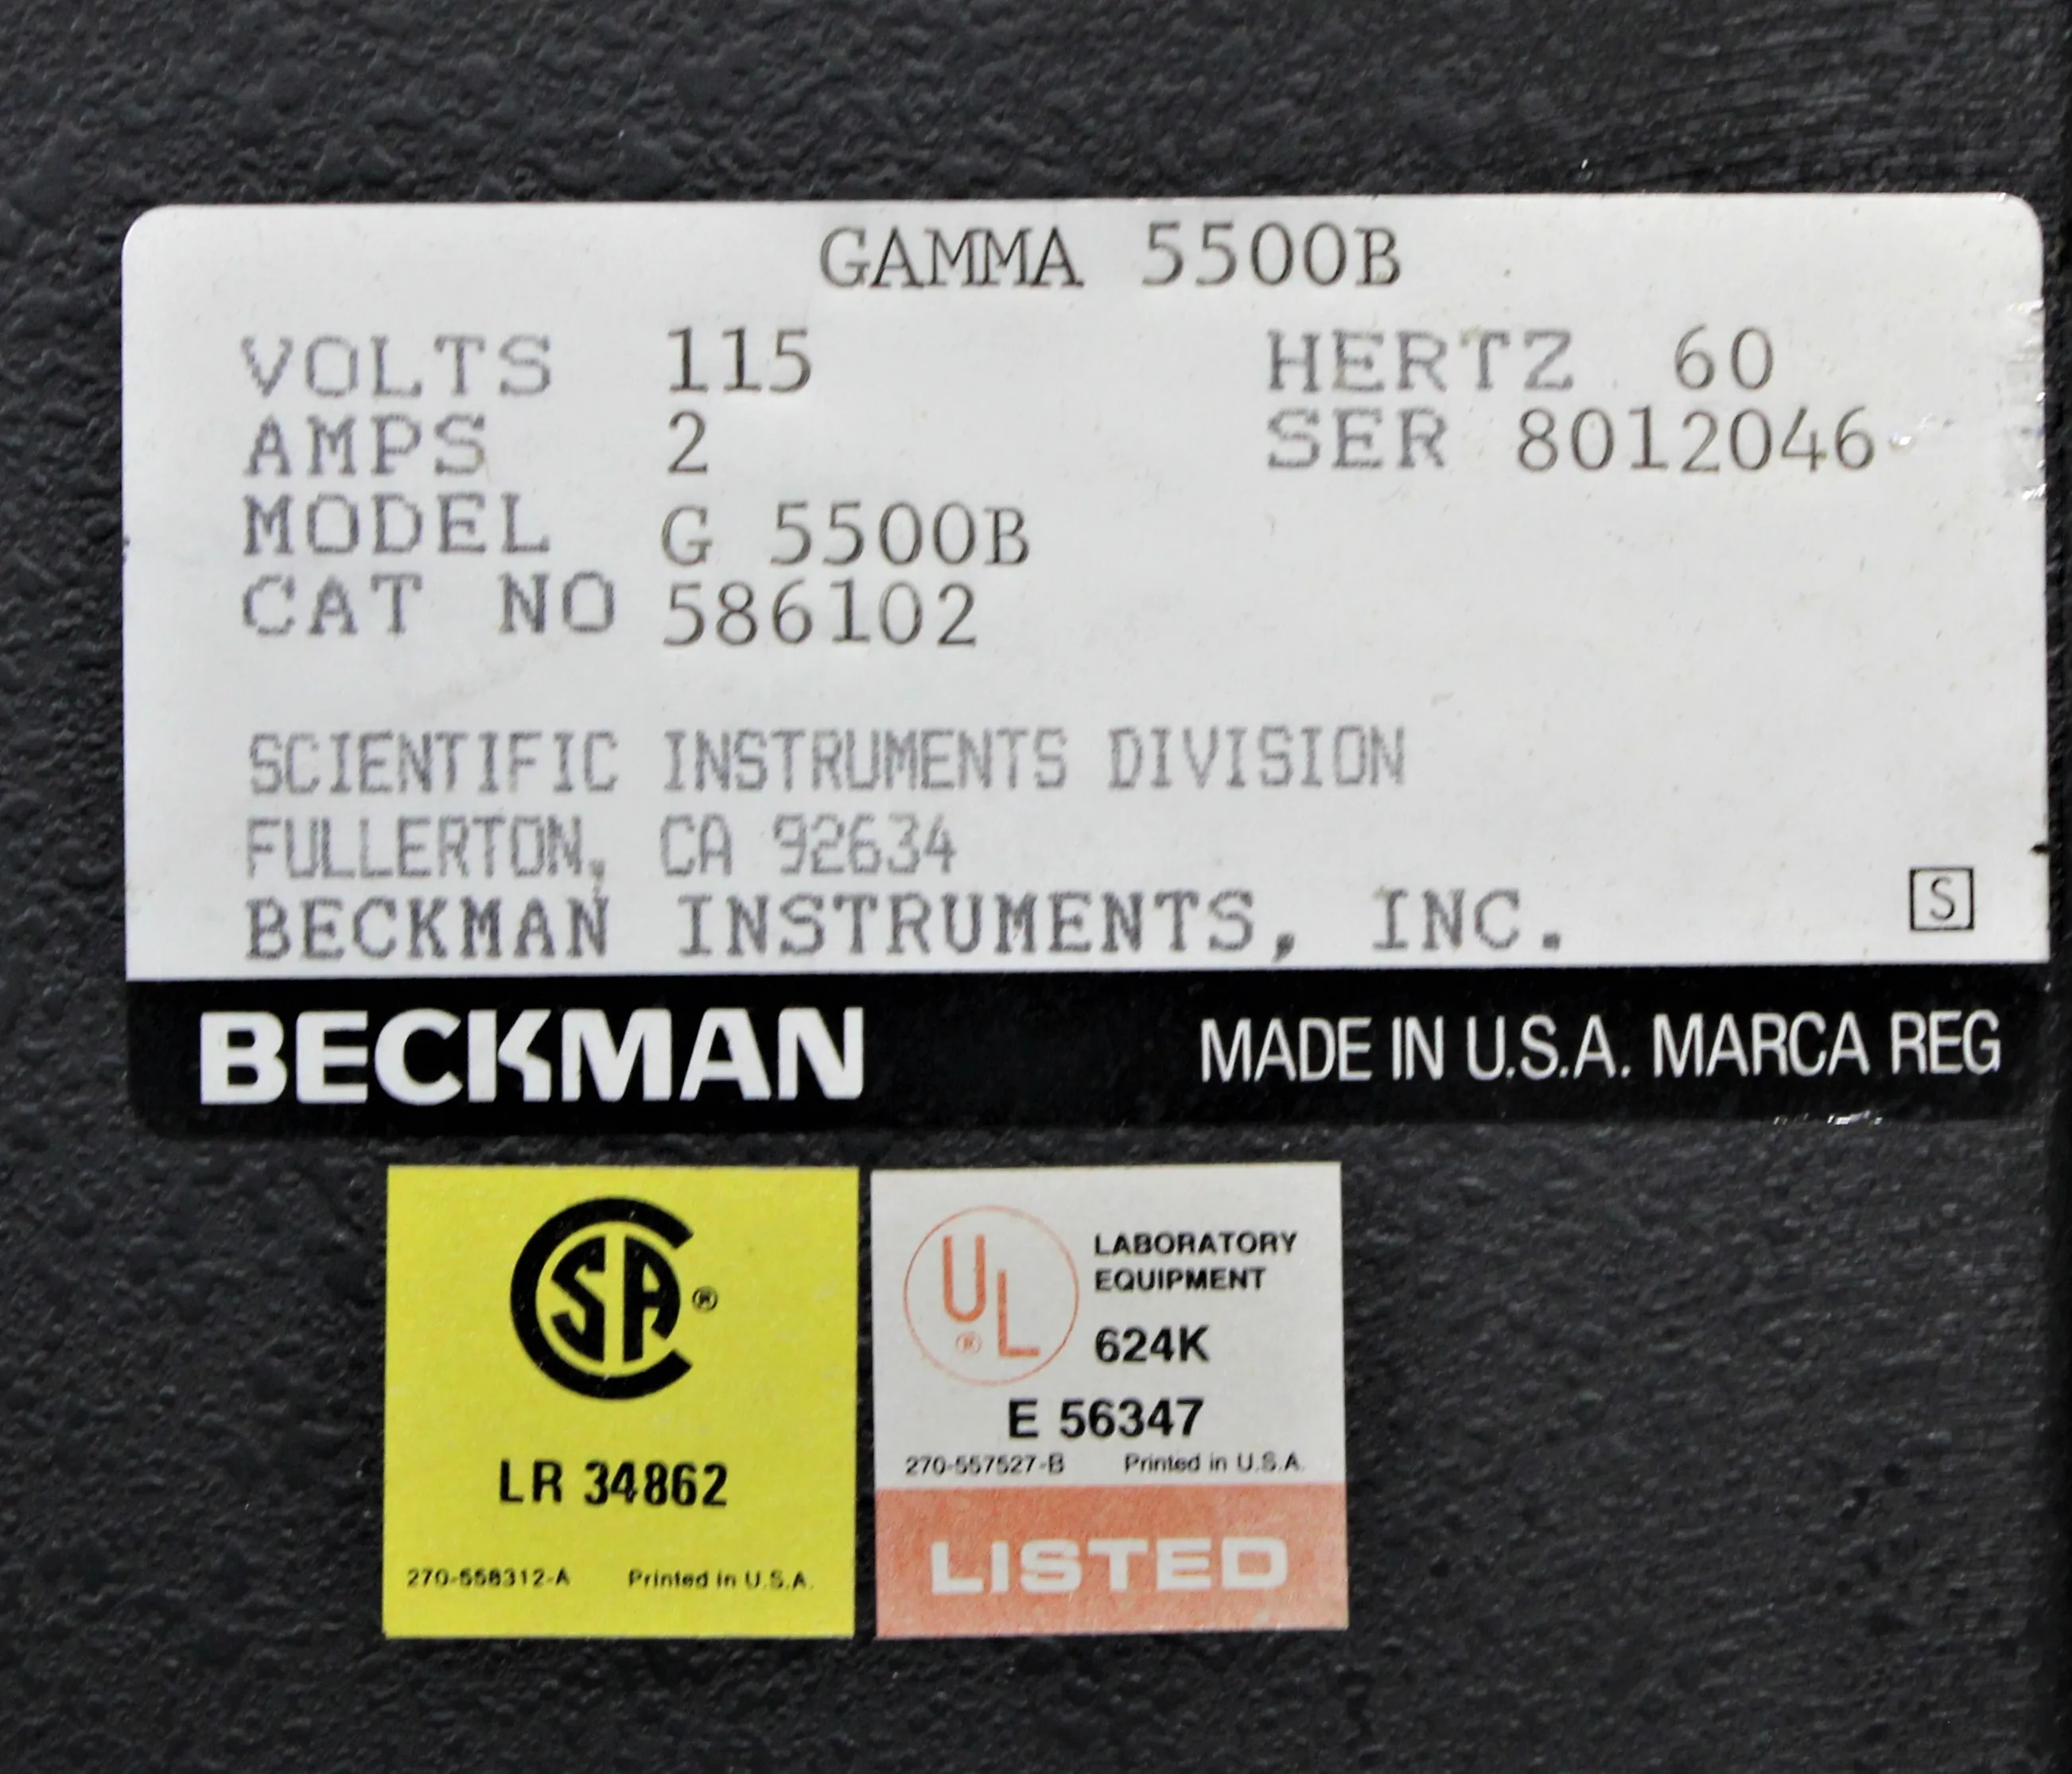 GAMMA 5500B
VOLTS 115 HERTZ 60
AMPS 2 SER 8012046
MODEL G 5500B
CAT NO 586102
SCIENTIFIC INSTRUMENTS DIVISION
FULLERTON, CA 92634
BECKMAN INSTRUMENTS, INC.
S
BECKMAN MADE IN U.S.A. MARCA REG
CSA ®
LR 34862
270-558312-A Printed in U.S.A.
UL ®
LABORATORY
EQUIPMENT
624K
E 56347
270-557527-B Printed in U.S.A.
LISTED